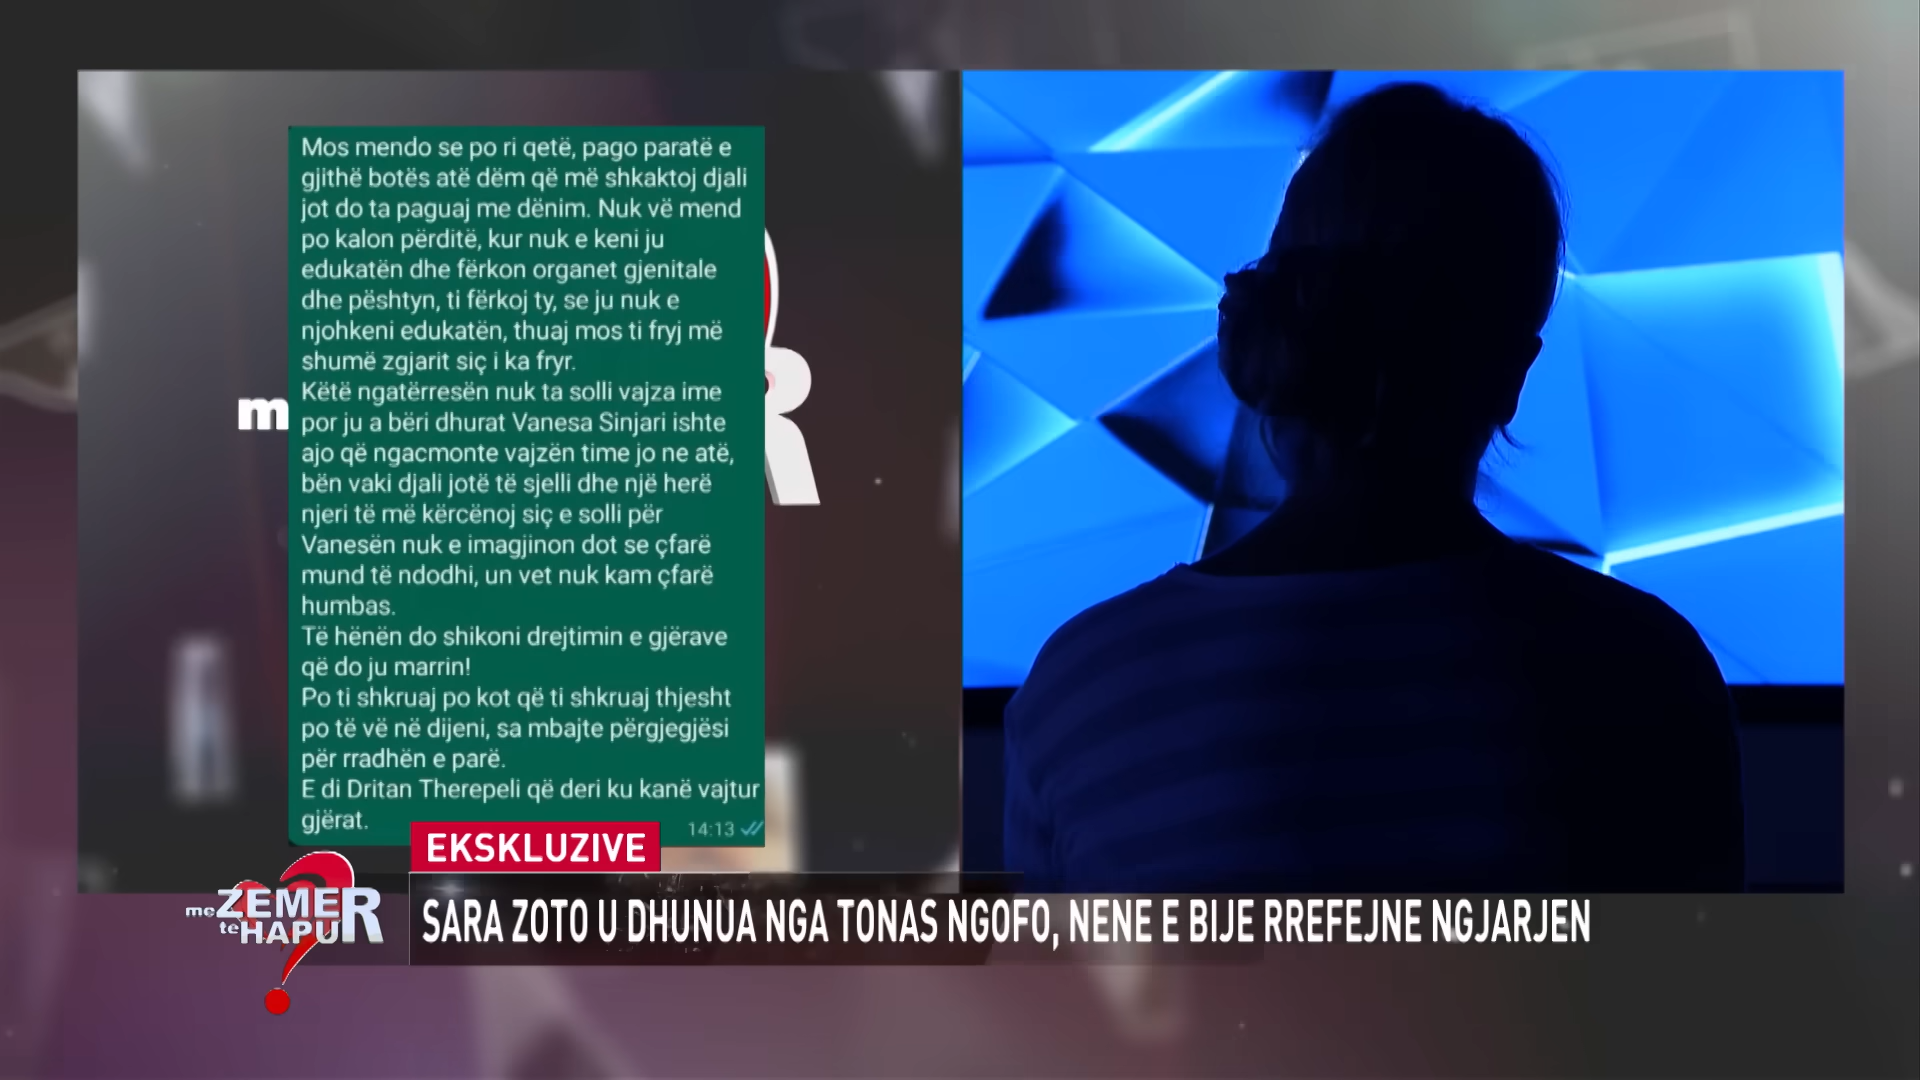 Mos mendo se po ri qetë, pago paratë e
gjithë botës atë dëm që më shkaktoj djali
jot do ta paguaj me dënim. Nuk vë mend
po kalon përditë, kur nuk e keni ju
edukatën dhe fërkon organet gjenitale
dhe pështyn, ti fërkoj ty, se ju nuk e
njohkeni edukatën, thuaj mos ti fryj më
shumë zgjarit siç i ka fryr.
Këtë ngatërresën nuk ta solli vajza ime
por ju a bëri dhurat Vanesa Sinjari ishte
ajo që ngacmonte vajzën time jo ne atë,
bën vaki djali jotë të sjelli dhe një herë
njeri të më kërcënoj siç e solli për
Vanesën nuk e imagjinon dot se çfarë
mund të ndodhi, un vet nuk kam çfarë
humbas.
Të hënën do shikoni drejtimin e gjërave
që do ju marrin!
Po ti shkruaj po kot që ti shkruaj thjesht
po të vë në dijeni, sa mbajte përgjegjësi
për rradhën e parë.
E di Dritan Therepeli që deri ku kanë vajtur
gjërat.
14:13
m
R
EKSKLUZIVE
me ZEMER
te HAPUR
SARA ZOTO U DHUNUA NGA TONAS NGOFO, NENE E BIJE RREFEJNE NGJARJEN